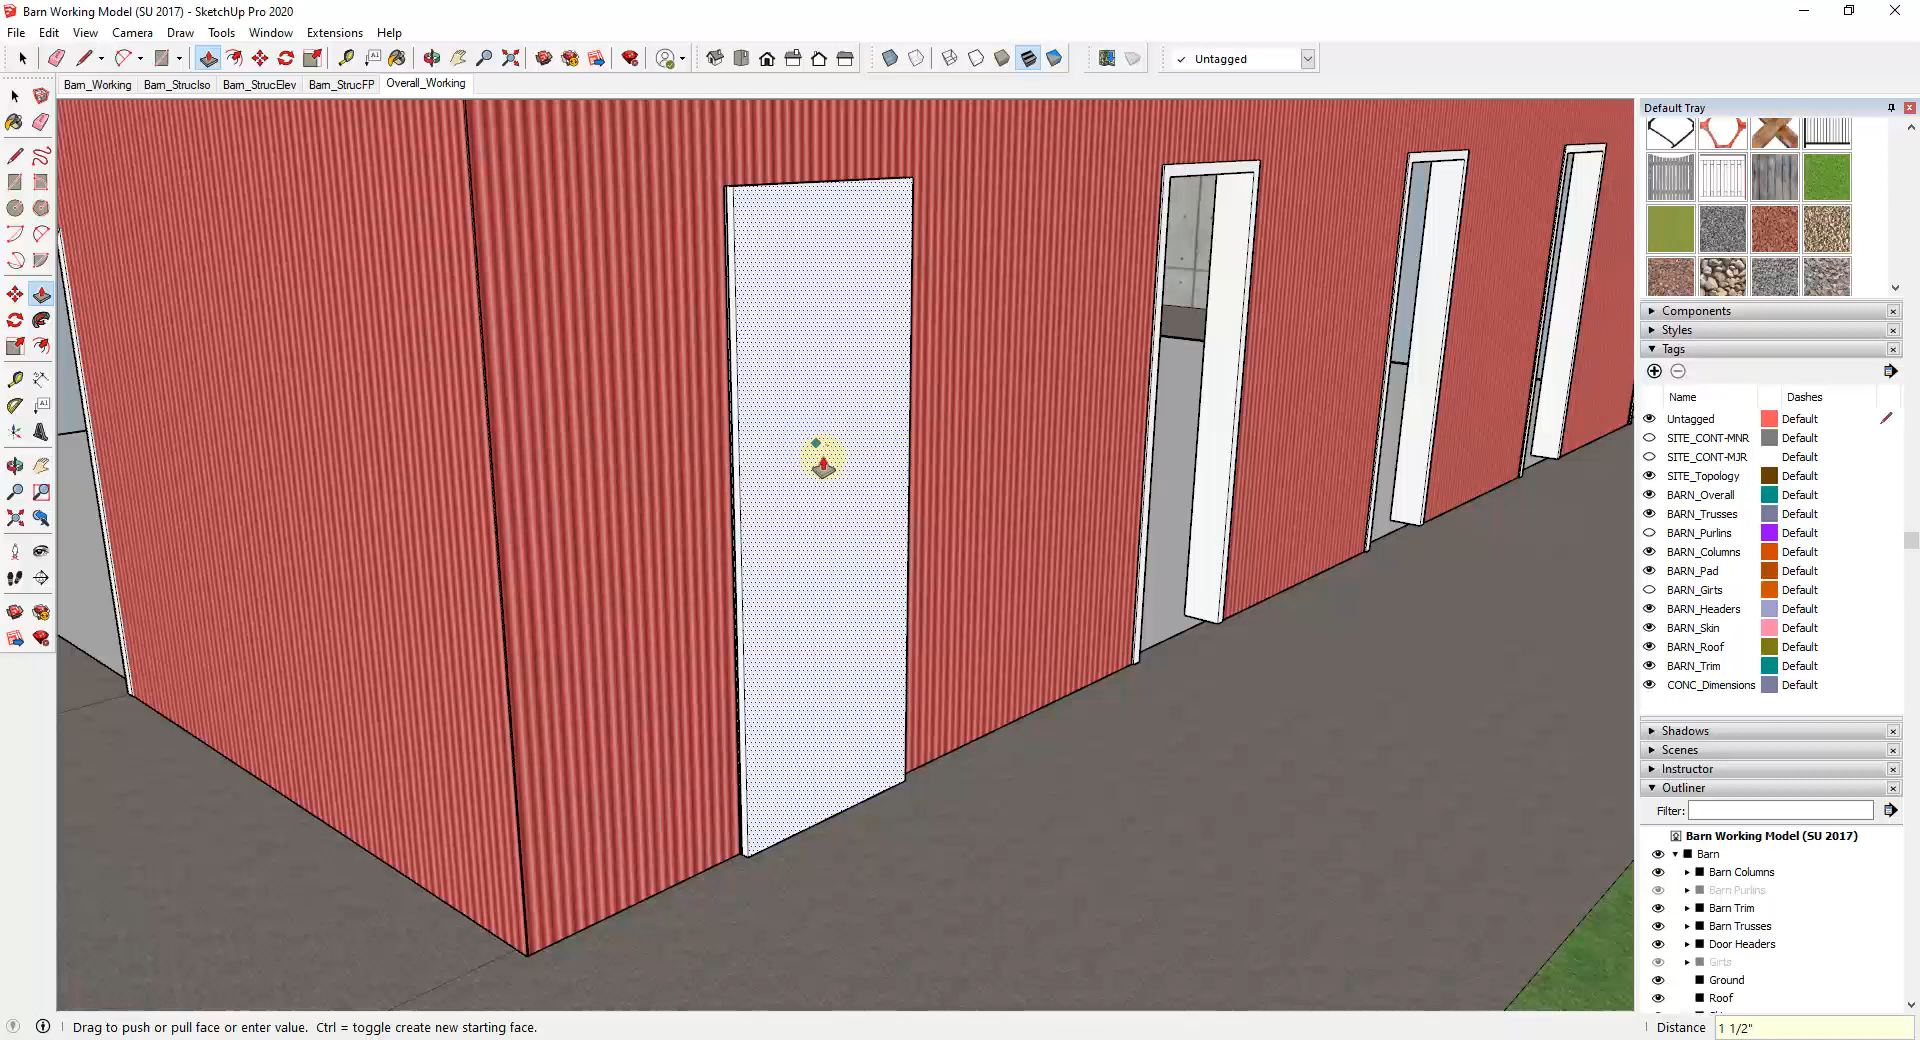 Barn Working Model (SU 2017) - SketchUp Pro 2020
File Edit View Camera Draw Tools Window Extensions Help
Untagged
Barn_Working Barn_StrucIso Barn_StrucElev Barn_StrucFP Overall_Working
Default Tray
Components
Styles
Tags
Name Dashes
Untagged Default
SITE_CONT-MNR Default
SITE_CONT-MJR Default
SITE_Topology Default
BARN_Overall Default
BARN_Trusses Default
BARN_Purlins Default
BARN_Columns Default
BARN_Pad Default
BARN_Girts Default
BARN_Headers Default
BARN_Skin Default
BARN_Roof Default
BARN_Trim Default
CONC_Dimensions Default
Shadows
Scenes
Instructor
Outliner
Filter:
Barn Working Model (SU 2017)
Barn
Barn Columns
Barn Purlins
Barn Trim
Barn Trusses
Door Headers
Girts
Ground
Roof
Drag to push or pull face or enter value. Ctrl = toggle create new starting face.
Distance 1 1/2"